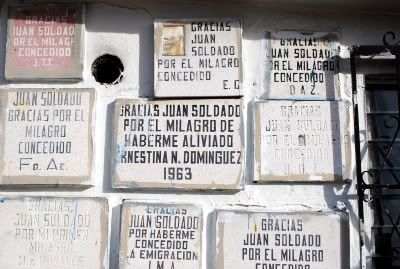 GRACIAS
JUAN SOLDADO
POR EL MILAGRO
CONCEDIDO
J.T.T.
GRACIAS
JUAN
SOLDADO
POR EL MILAGRO
CONCEDIDO
E. G
GRACIAS
JUAN SOLDADO
POR EL MILAGRO
CONCEDIDO
JUAN SOLDADO
GRACIAS POR EL
MILAGRO
CONCEDIDO
GRACIAS JUAN SOLDADO
POR EL MILAGRO DE
HABERME ALIVIADO
ERNESTINA N. DOMINGUEZ
1963
GRACIAS
JUAN SOLDADO
POR EL MILAGRO
CONCEDIDO
GRACIAS
JUAN SOLDADO
MILAGRO
GRACIAS
JUAN SOLDADO
POR HABERME
CONCEDIDO
LA EMIGRACION
J.M.A.
GRACIAS
JUAN SOLDADO
POR EL MILAGRO
CONCEDIDO